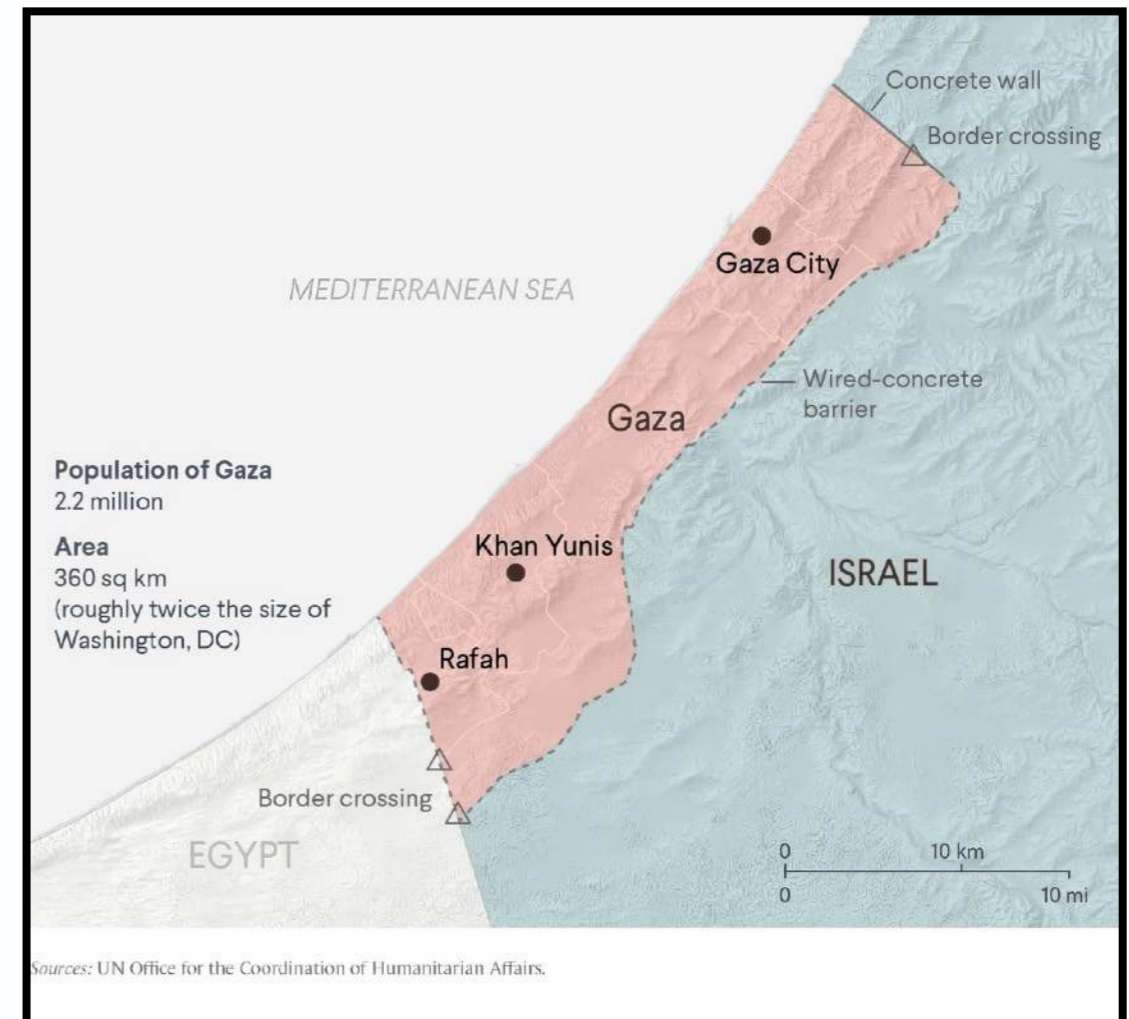 Concrete wall
Border crossing
Gaza City
MEDITERRANEAN SEA
Wired-concrete
barrier
Gaza
Population of Gaza
2.2 million
Area
360 sq km
(roughly twice the size of
Washington, DC)
Khan Yunis
ISRAEL
Rafah
Border crossing
EGYPT
0 10 km
0 10 mi
Sources: UN Office for the Coordination of Humanitarian Affairs.